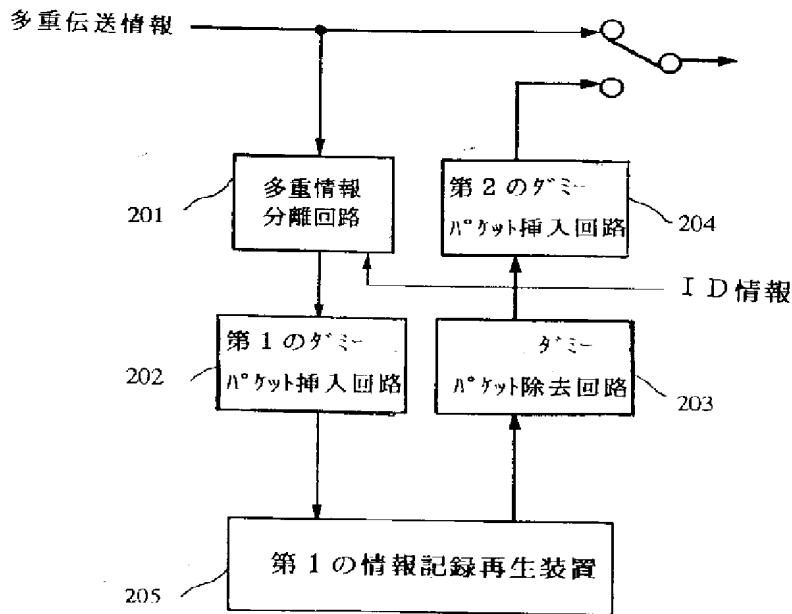 多重伝送情報
201
多重情報
分離回路
第2のダミー
パケット挿入回路
204
ID情報
202
第1のダミー
パケット挿入回路
ダミー
パケット除去回路
203
第1の情報記録再生装置
205